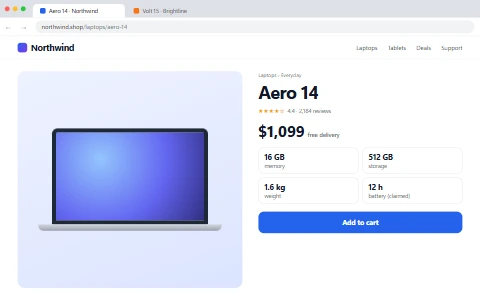 Aero 14 · Northwind
Volt 15 · Brightline
northwind.shop/laptops/aero-14
Northwind
Laptops
Tablets
Deals
Support
Laptops › Everyday
Aero 14
★★★★☆ 4.4 · 2,184 reviews
$1,099 free delivery
16 GB
memory
512 GB
storage
1.6 kg
weight
12 h
battery (claimed)
Add to cart